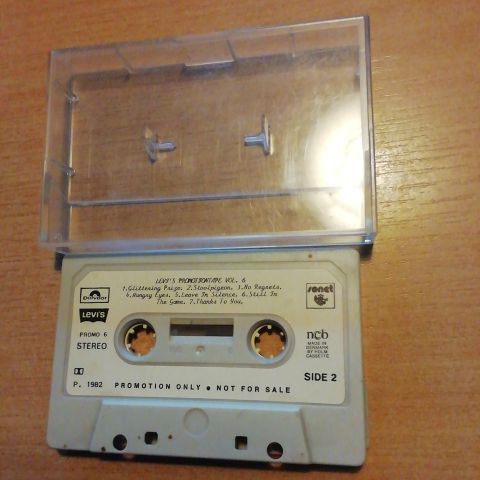 LEVI'S PROMOTIONTAPE VOL. 6
1.Glittering Prize. 2.Stoolpigeon. 3.No Regrets.
4.Hungry Eyes. 5.Leave In Silence. 6.Still In
The Game. 7.Thanks To You.
Polydor
Levi's
PROMO 6
STEREO
P. 1982
PROMOTION ONLY ● NOT FOR SALE
sonet
ncb
MADE IN
DENMARK
BY HOLM
CASSETTE
SIDE 2